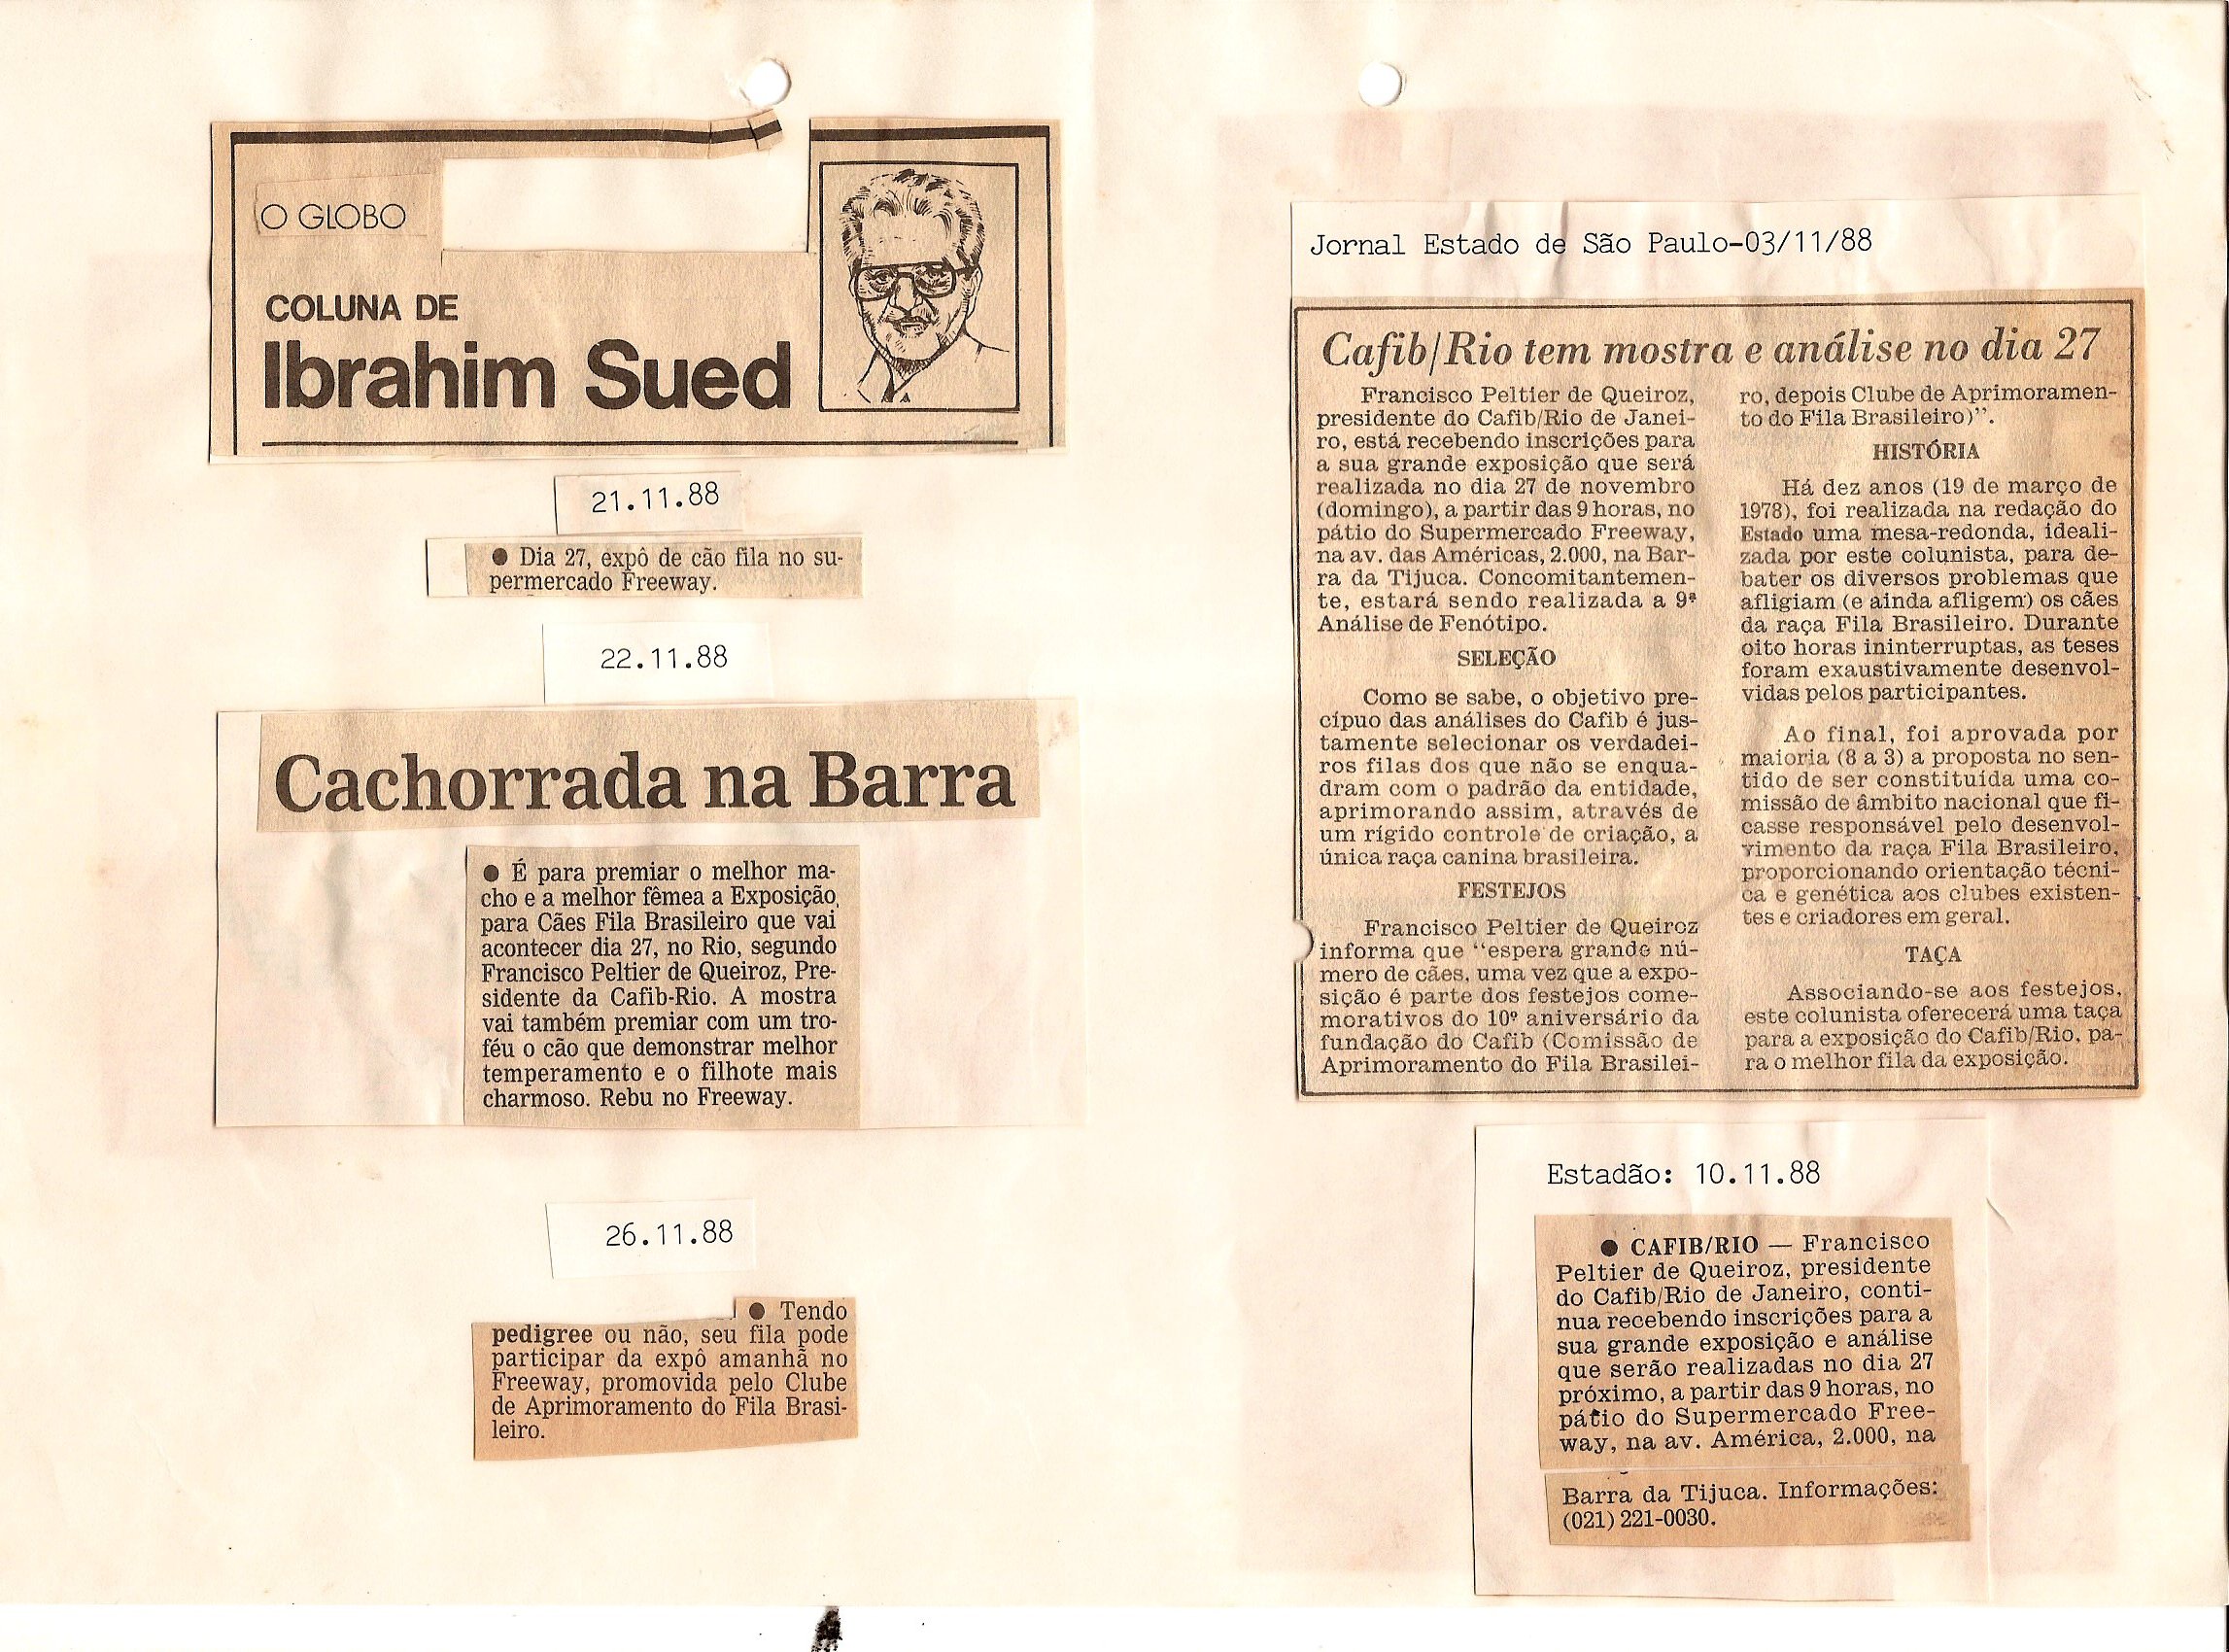 O GLOBO
COLUNA DE
Ibrahim Sued
21.11.88
● Dia 27, expô de cão fila no su-
permercado Freeway.
22.11.88
Cachorrada na Barra
● É para premiar o melhor ma-
cho e a melhor fêmea a Exposição
para Cães Fila Brasileiro que vai
acontecer dia 27, no Rio, segundo
Francisco Peltier de Queiroz, Pre-
sidente da Cafib-Rio. A mostra
vai também premiar com um tro-
féu o cão que demonstrar melhor
temperamento e o filhote mais
charmoso. Rebu no Freeway.
26.11.88
● Tendo
pedigree ou não, seu fila pode
participar da expô amanhã no
Freeway, promovida pelo Clube
de Aprimoramento do Fila Brasi-
leiro.
Jornal Estado de São Paulo-03/11/88
Cafib/Rio tem mostra e análise no dia 27
Francisco Peltier de Queiroz,
presidente do Cafib/Rio de Janei-
ro, está recebendo inscrições para
a sua grande exposição que será
realizada no dia 27 de novembro
(domingo), a partir das 9 horas, no
pátio do Supermercado Freeway,
na av. das Américas, 2.000, na Bar-
ra da Tijuca. Concomitantemen-
te, estará sendo realizada a 9ª
Análise de Fenótipo.
SELEÇÃO
Como se sabe, o objetivo pre-
cípuo das análises do Cafib é jus-
tamente selecionar os verdadei-
ros filas dos que não se enqua-
dram com o padrão da entidade,
aprimorando assim, através de
um rígido controle de criação, a
única raça canina brasileira.
FESTEJOS
Francisco Peltier de Queiroz
informa que “espera grande nú-
mero de cães, uma vez que a expo-
sição é parte dos festejos come-
morativos do 10º aniversário da
fundação do Cafib (Comissão de
Aprimoramento do Fila Brasilei-
ro, depois Clube de Aprimoramen-
to do Fila Brasileiro)”.
HISTÓRIA
Há dez anos (19 de março de
1978), foi realizada na redação do
Estado uma mesa-redonda, ideali-
zada por este colunista, para de-
bater os diversos problemas que
afligiam (e ainda afligem) os cães
da raça Fila Brasileiro. Durante
oito horas ininterruptas, as teses
foram exaustivamente desenvol-
vidas pelos participantes.
Ao final, foi aprovada por
maioria (8 a 3) a proposta no sen-
tido de ser constituída uma co-
missão de âmbito nacional que fi-
casse responsável pelo desenvol-
vimento da raça Fila Brasileiro,
proporcionando orientação técni-
ca e genética aos clubes existen-
tes e criadores em geral.
TAÇA
Associando-se aos festejos,
este colunista oferecerá uma taça
para a exposição do Cafib/Rio, pa-
ra o melhor fila da exposição.
Estadão: 10.11.88
● CAFIB/RIO — Francisco
Peltier de Queiroz, presidente
do Cafib/Rio de Janeiro, conti-
nua recebendo inscrições para a
sua grande exposição e análise
que serão realizadas no dia 27
próximo, a partir das 9 horas, no
pátio do Supermercado Free-
way, na av. América, 2.000, na
Barra da Tijuca. Informações:
(021) 221-0030.